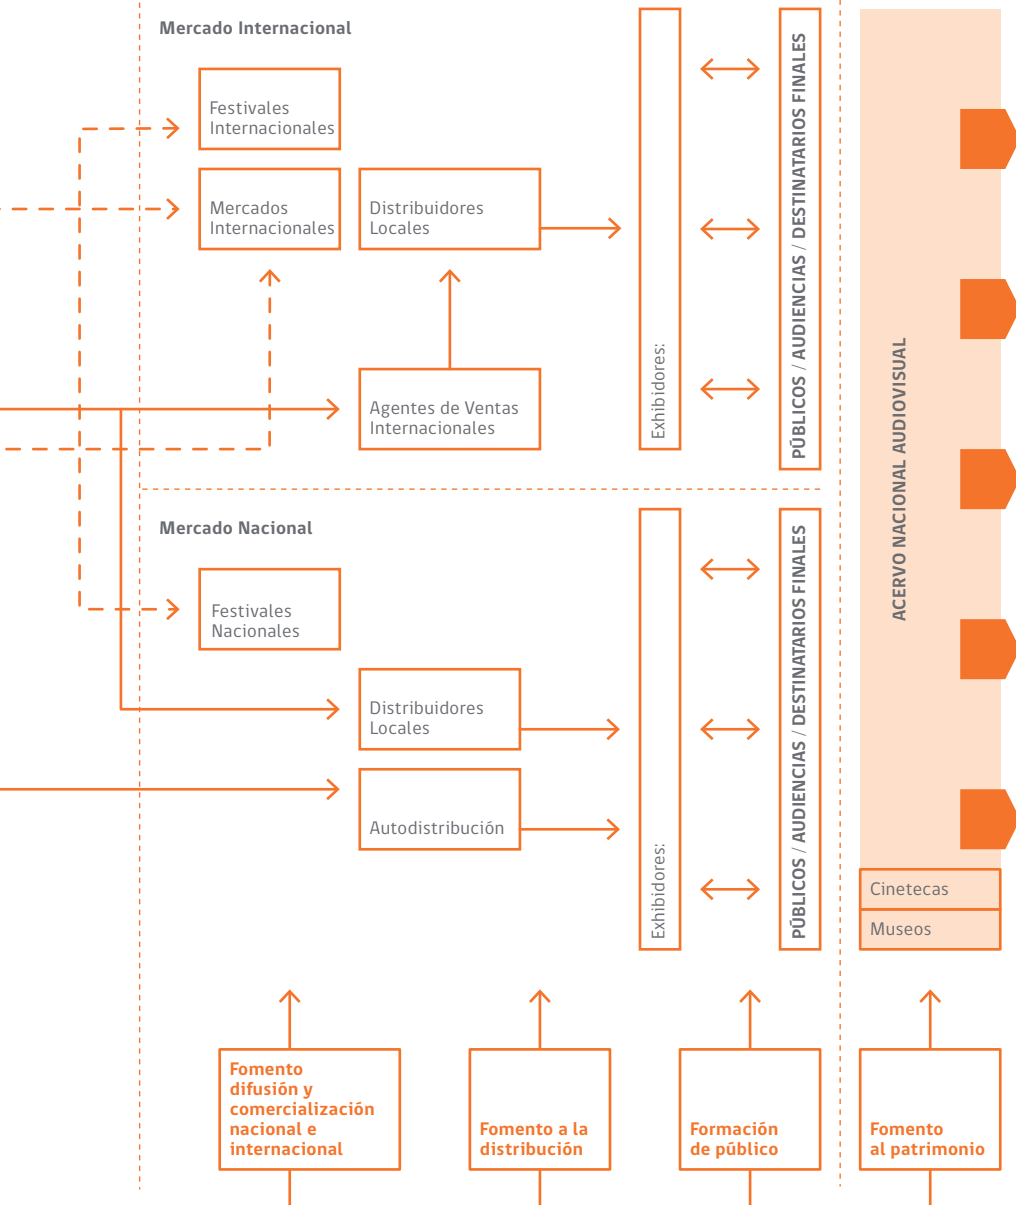 Mercado Internacional
Festivales
Internacionales
Mercados
Internacionales
Distribuidores
Locales
Agentes de Ventas
Internacionales
Exhibidores:
PÚBLICOS / AUDIENCIAS / DESTINATARIOS FINALES
Mercado Nacional
Festivales
Nacionales
Distribuidores
Locales
Autodistribución
Exhibidores:
PÚBLICOS / AUDIENCIAS / DESTINATARIOS FINALES
ACERVO NACIONAL AUDIOVISUAL
Cinetecas
Museos
Fomento
difusión y
comercialización
nacional e
internacional
Fomento a la
distribución
Formación
de público
Fomento
al patrimonio